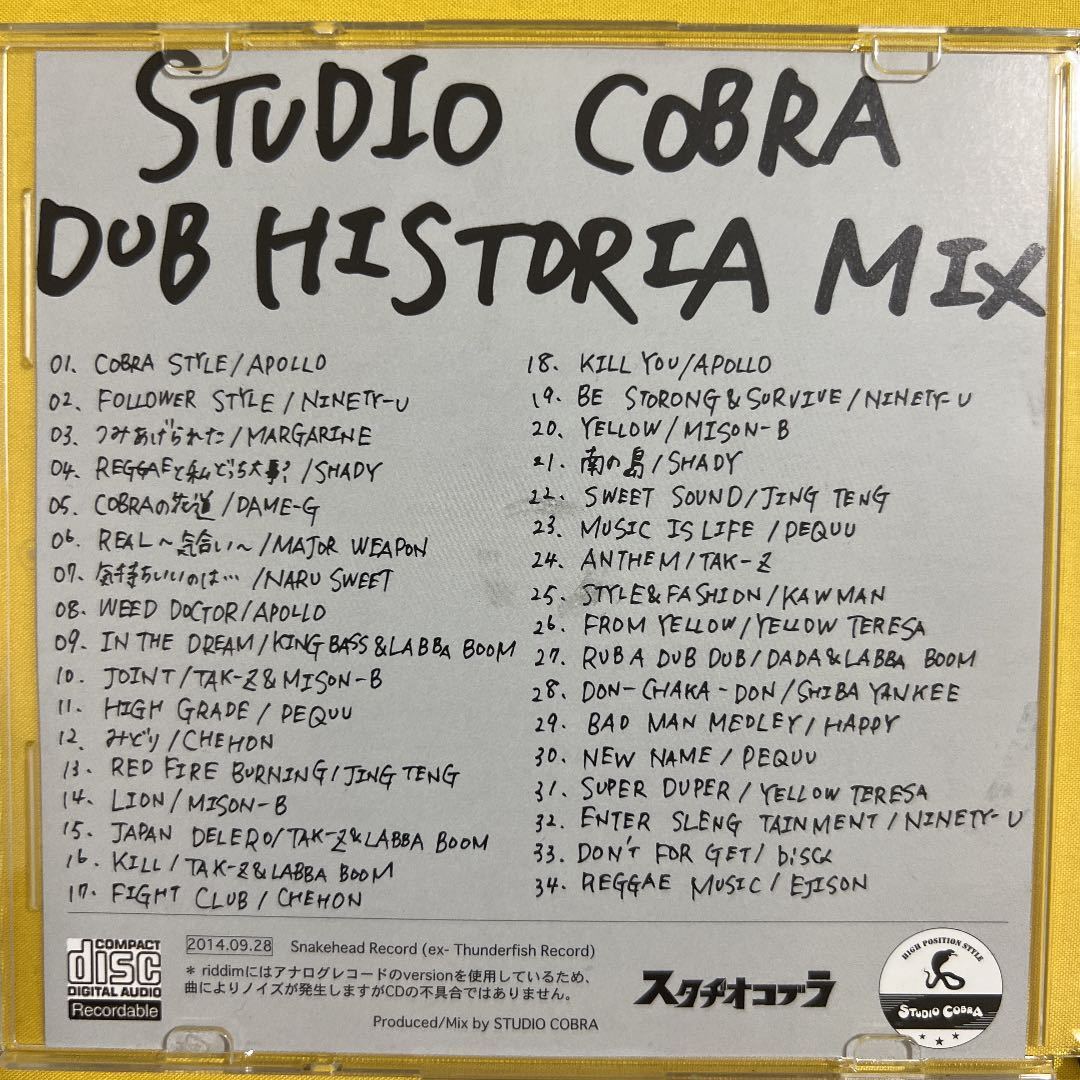 STUDIO COBRA
DUB HISTORIA MIX
01. COBRA STYLE/APOLLO
02. FOLLOWER STYLE/NINETY-U
03. つみあげられた/MARGARINE
04. REGGAEと私どっち大事?/SHADY
05. COBRAの先道/DAME-G
06. REAL~気合い~/MAJOR WEAPON
07. 気持ちいいのは…/NARU SWEET
08. WEED DOCTOR/APOLLO
09. IN THE DREAM/KING BASS&LABBA BOOM
10. JOINT/TAK-Z&MISON-B
11. HIGH GRADE/PEQUU
12. みどり/CHEHON
13. RED FIRE BURNING/JING TENG
14. LION/MISON-B
15. JAPAN DELERO/TAK-Z&LABBA BOOM
16. KILL/TAK-Z&LABBA BOOM
17. FIGHT CLUB/CHEHON
18. KILL YOU/APOLLO
19. BE STORONG&SURVIVE/NINETY-U
20. YELLOW/MISON-B
21. 南の島/SHADY
22. SWEET SOUND/JING TENG
23. MUSIC IS LIFE/PEQUU
24. ANTHEM/TAK-Z
25. STYLE&FASHION/KAWMAN
26. FROM YELLOW/YELLOW TERESA
27. RUB A DUB DUB/DADA&LABBA BOOM
28. DON-CHAKA-DON/SHIBA YANKEE
29. BAD MAN MEDLEY/HAPPY
30. NEW NAME/PEQUU
31. SUPER DUPER/YELLOW TERESA
32. ENTER SLENG TAINMENT/NINETY-U
33. DON'T FOR GET/
34. REGGAE MUSIC/EJISON
COMPACT
disc
DIGITAL AUDIO
Recordable
2014.09.28 Snakehead Record (ex- Thunderfish Record)
* riddimにはアナログレコードのversionを使用しているため、
曲によりノイズが発生しますがCDの不具合ではありません。
Produced/Mix by STUDIO COBRA
スタヂオコブラ
HIGH POSITION STYLE
STUDIO COBRA